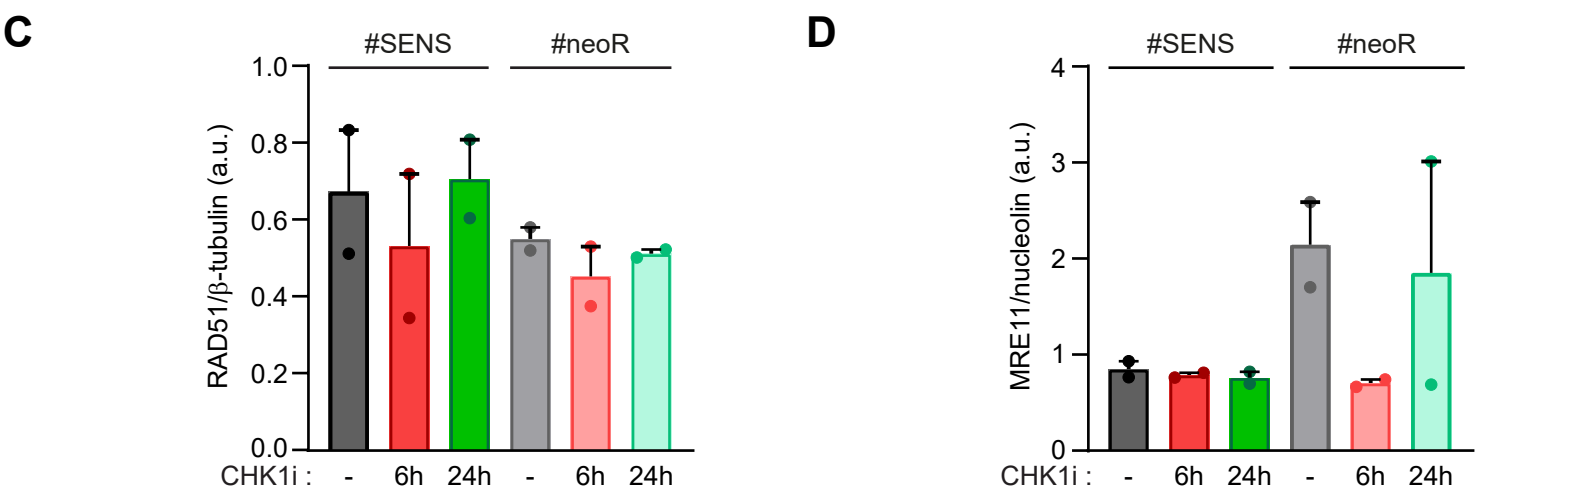 C
#SENS #neoR
RAD51/β-tubulin (a.u.)
1.0
0.8
0.6
0.4
0.2
0.0
CHK1i : - 6h 24h - 6h 24h
D
#SENS #neoR
MRE11/nucleolin (a.u.)
4
3
2
1
0
CHK1i : - 6h 24h - 6h 24h